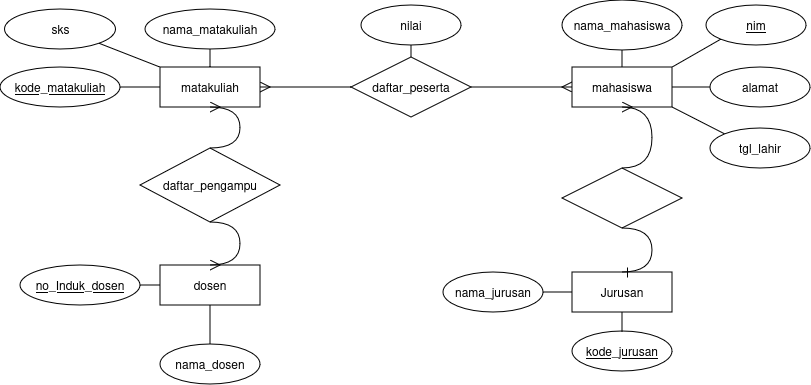 sks
nama_matakuliah
nilai
nama_mahasiswa
nim
kode_matakuliah
matakuliah
daftar_peserta
mahasiswa
alamat
tgl_lahir
daftar_pengampu
no_Induk_dosen
dosen
nama_jurusan
Jurusan
nama_dosen
kode_jurusan